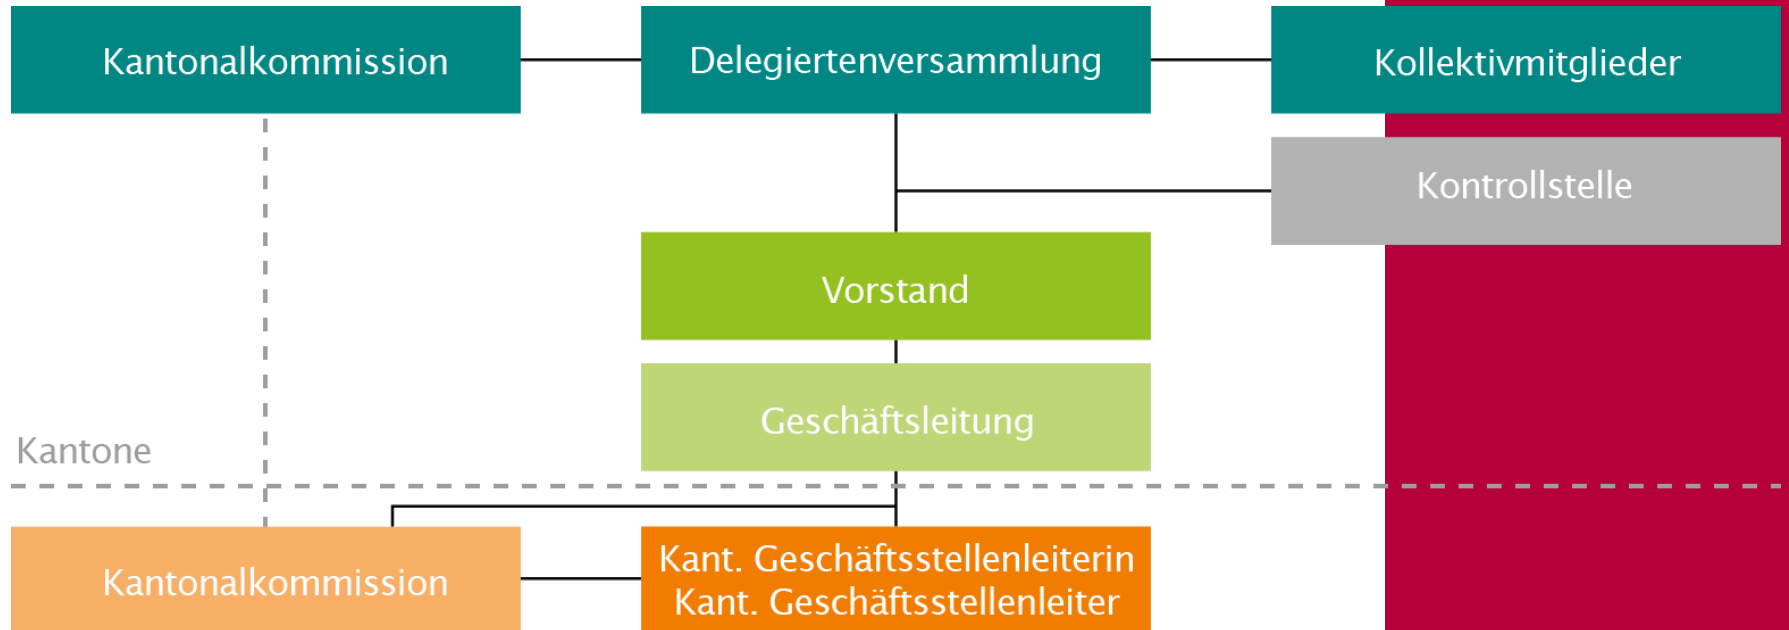 Kantonalkommission
Delegiertenversammlung
Kollektivmitglieder
Kontrollstelle
Vorstand
Geschäftsleitung
Kantone
Kantonalkommission
Kant. Geschäftsstellenleiterin
Kant. Geschäftsstellenleiter